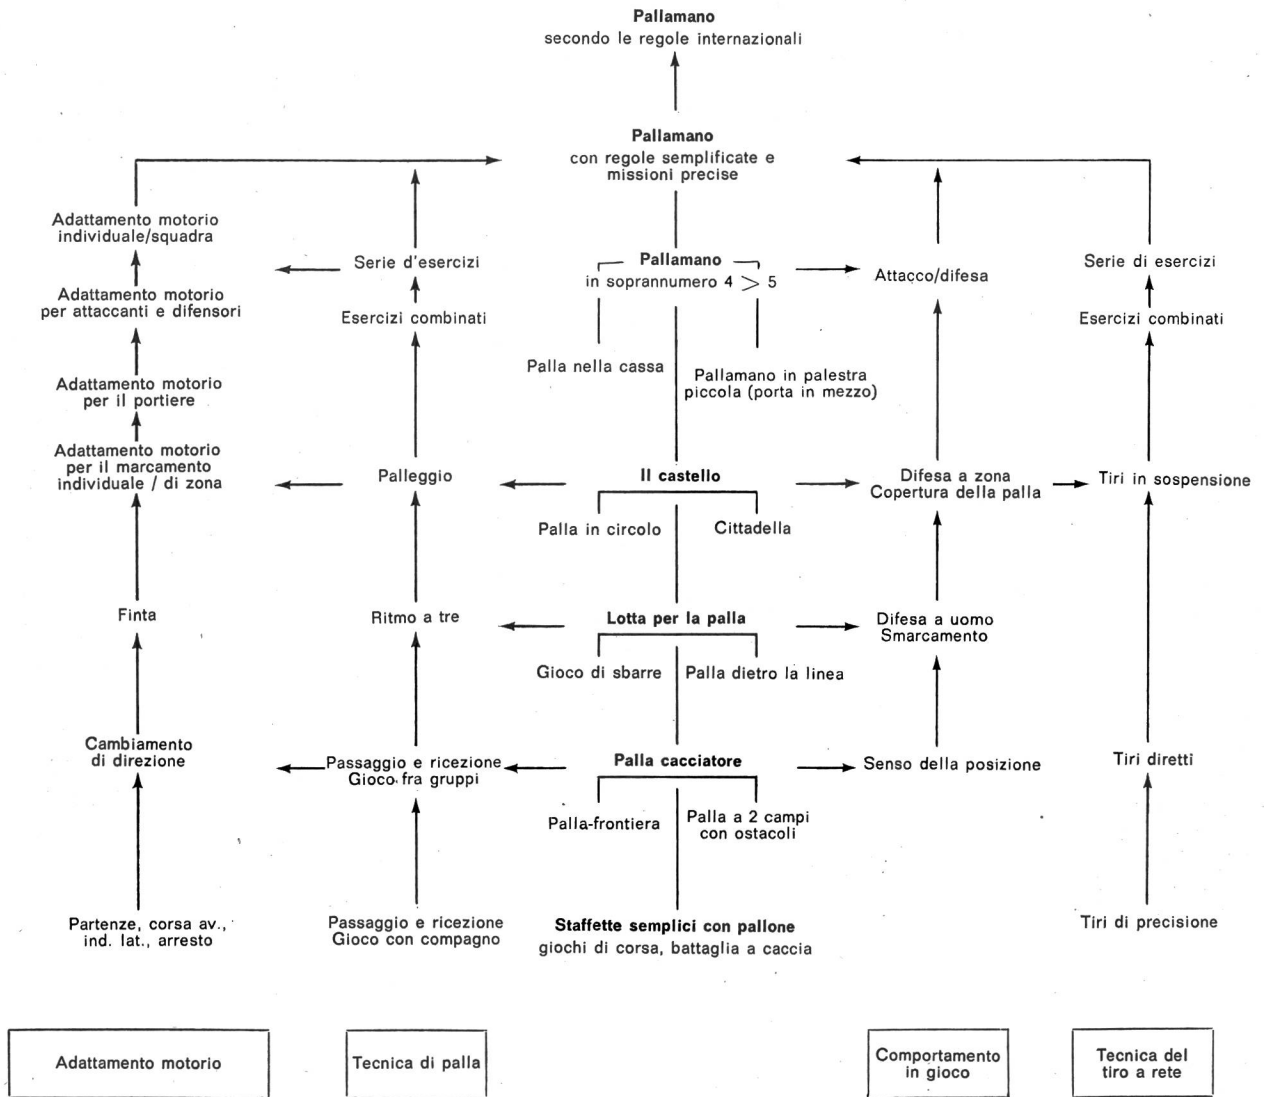 Pallamano
secondo le regole internazionali
Pallamano
con regole semplificate e
missioni precise
Adattamento motorio
individuale/squadra
Serie d'esercizi
Pallamano
in soprannumero 4 > 5
Attacco/difesa
Serie di esercizi
Adattamento motorio
per attaccanti e difensori
Esercizi combinati
Esercizi combinati
Palla nella cassa
Pallamano in palestra
piccola (porta in mezzo)
Adattamento motorio
per il portiere
Adattamento motorio
per il marcamento
individuale / di zona
Palleggio
Il castello
Difesa a zona
Copertura della palla
Tiri in sospensione
Palla in circolo
Cittadella
Finta
Ritmo a tre
Lotta per la palla
Difesa a uomo
Smarcamento
Gioco di sbarre
Palla dietro la linea
Cambiamento
di direzione
Passaggio e ricezione
Gioco fra gruppi
Palla cacciatore
Senso della posizione
Tiri diretti
Palla-frontiera
Palla a 2 campi
con ostacoli
Partenze, corsa av.,
ind. lat., arresto
Passaggio e ricezione
Gioco con compagno
Staffette semplici con pallone
giochi di corsa, battaglia a caccia
Tiri di precisione
Adattamento motorio
Tecnica di palla
Comportamento
in gioco
Tecnica del
tiro a rete